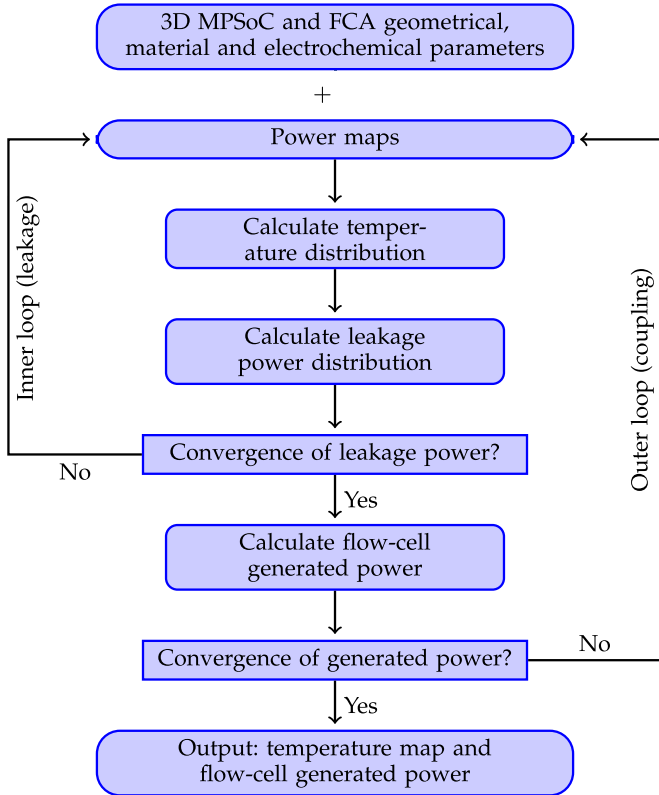 3D MPSoC and FCA geometrical,
material and electrochemical parameters
+
Power maps
Inner loop (leakage)
Calculate temper-
ature distribution
Outer loop (coupling)
Calculate leakage
power distribution
Convergence of leakage power?
No
Yes
Calculate flow-cell
generated power
Convergence of generated power?
No
Yes
Output: temperature map and
flow-cell generated power